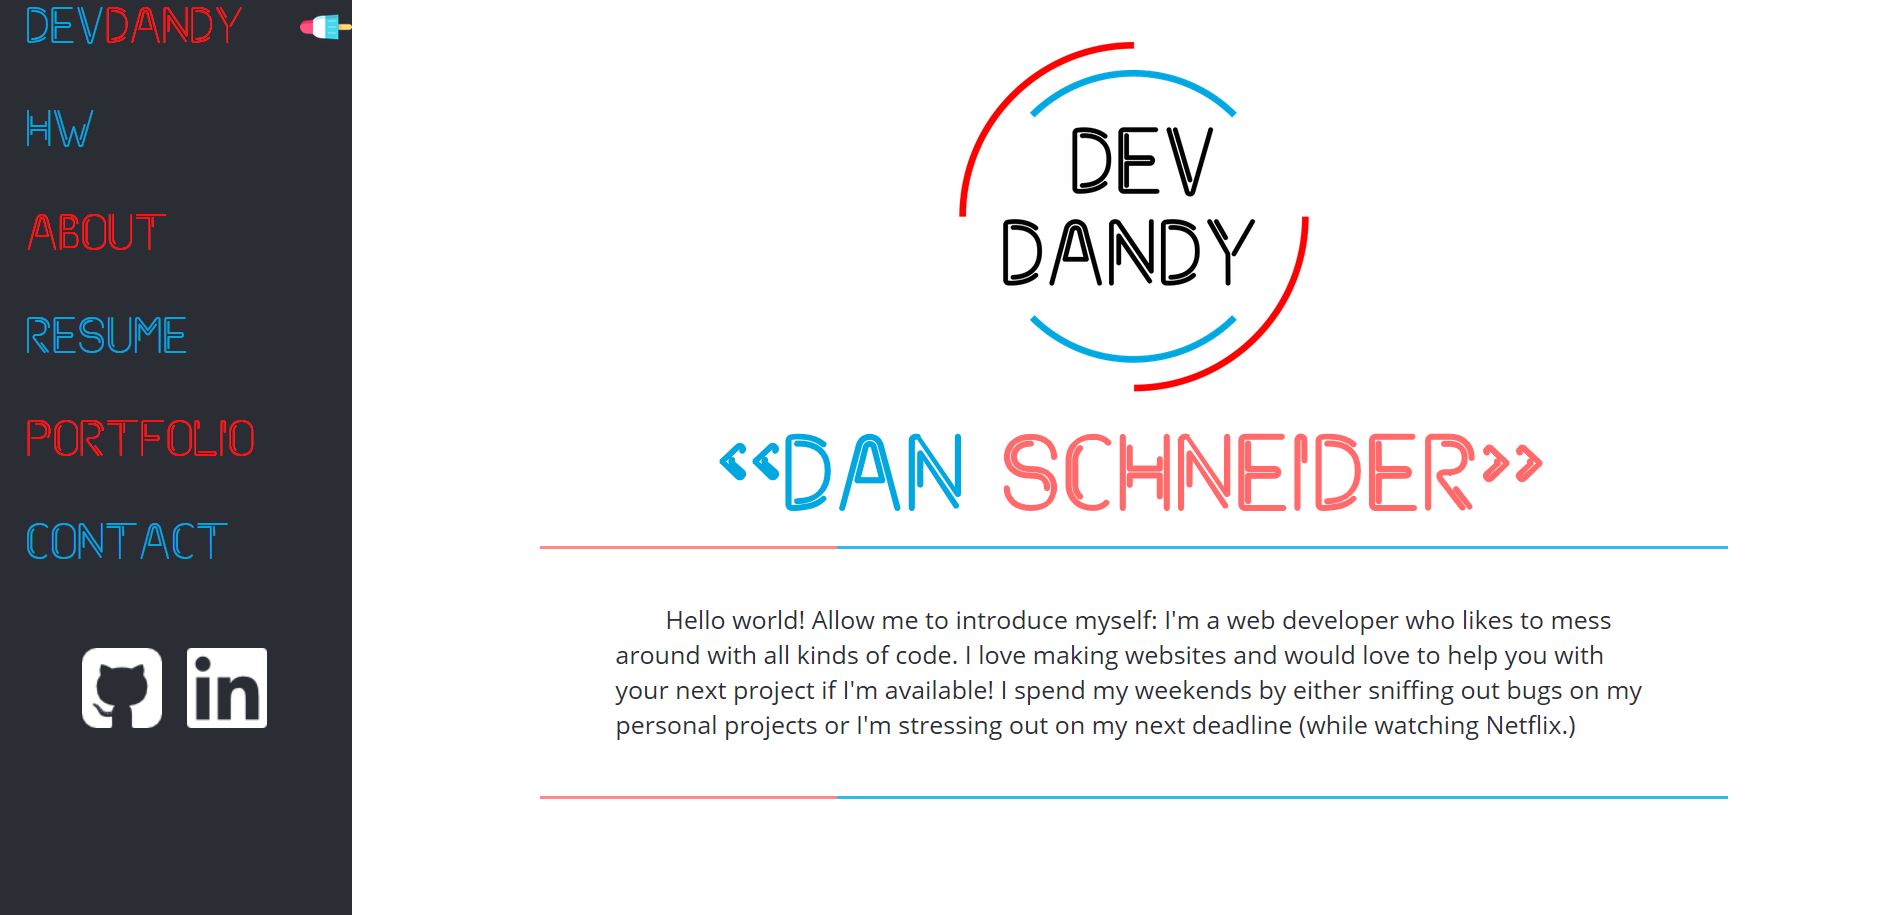 DEVDANDY
HW
ABOUT
RESUME
PORTFOLIO
CONTACT
in
DEV
DANDY
«DAN SCHNEIDER»
Hello world! Allow me to introduce myself: I'm a web developer who likes to mess
around with all kinds of code. I love making websites and would love to help you with
your next project if I'm available! I spend my weekends by either sniffing out bugs on my
personal projects or I'm stressing out on my next deadline (while watching Netflix.)